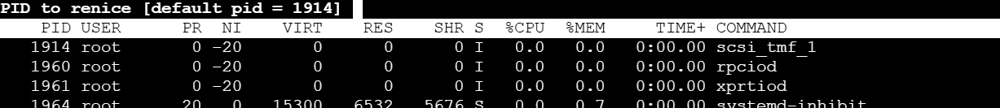 PID to renice [default pid = 1914]
PID USER PR NI VIRT RES SHR S %CPU %MEM TIME+ COMMAND
1914 root 0 -20 0 0 0 I 0.0 0.0 0:00.00 scsi_tmf_1
1960 root 0 -20 0 0 0 I 0.0 0.0 0:00.00 rpciod
1961 root 0 -20 0 0 0 I 0.0 0.0 0:00.00 xprtiod
1964 root 20 0 15300 6532 5676 S 0.0 0.7 0:00.00 systemd-inhibit